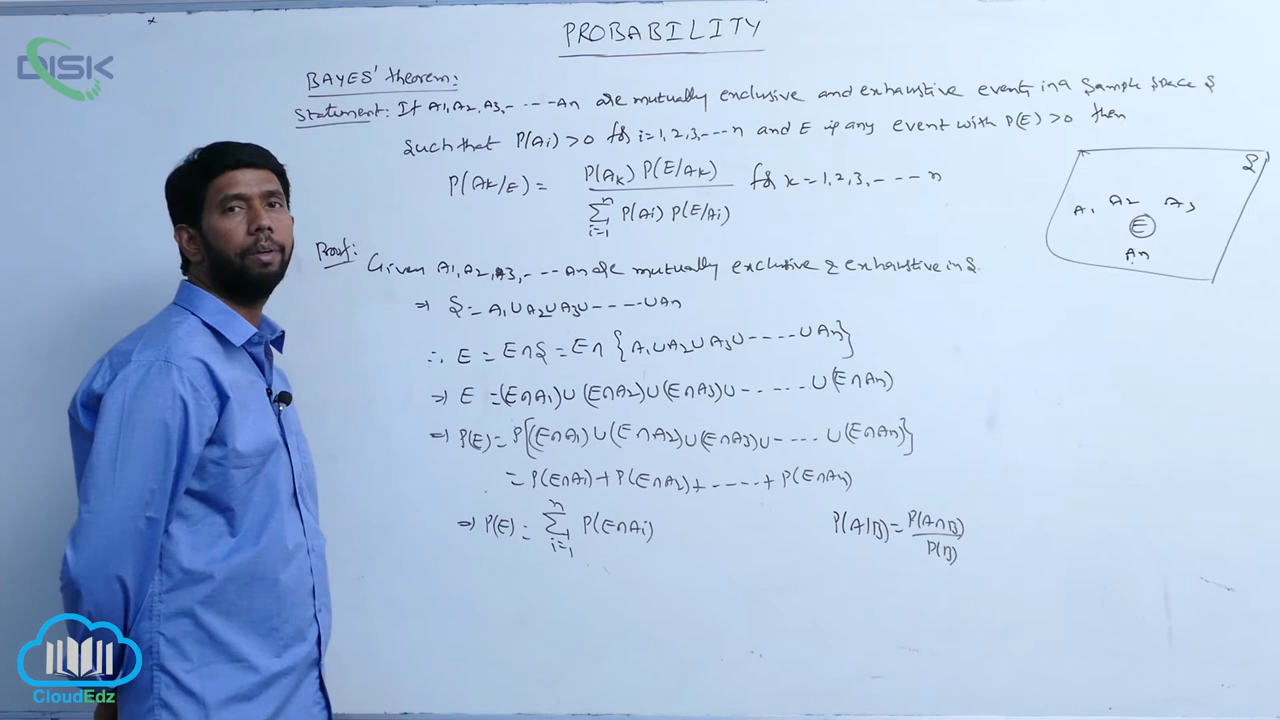 PROBABILITY
DISK
BAYES' theorem:
Statement: If A1, A2, A3, - - - - An are mutually exclusive and exhaustive events in a Sample space S
Such that P(Ai) > 0 for i = 1, 2, 3, - - - n and E is any event with P(E) > 0 then
P(AK/E) = P(AK) P(E/AK) / ∑_{i=1}^{n} P(Ai) P(E/Ai) for K = 1, 2, 3, - - - - n
S
A1 A2 A3
E
An
Proof:
Given A1, A2, A3, - - - An are mutually exclusive & exhaustive in S.
⇒ S = A1 ∪ A2 ∪ A3 ∪ - - - - - ∪ An
∴ E = E ∩ S = E ∩ {A1 ∪ A2 ∪ A3 ∪ - - - - ∪ An}
⇒ E = (E∩A1) ∪ (E∩A2) ∪ (E∩A3) ∪ - - - - - ∪ (E∩An)
⇒ P(E) = P{(E∩A1) ∪ (E∩A2) ∪ (E∩A3) ∪ - - - - ∪ (E∩An)}
= P(E∩A1) + P(E∩A2) + - - - - - + P(E∩An)
⇒ P(E) = ∑_{i=1}^{n} P(E∩Ai)
P(A|B) = P(A∩B) / P(B)
CloudEdz